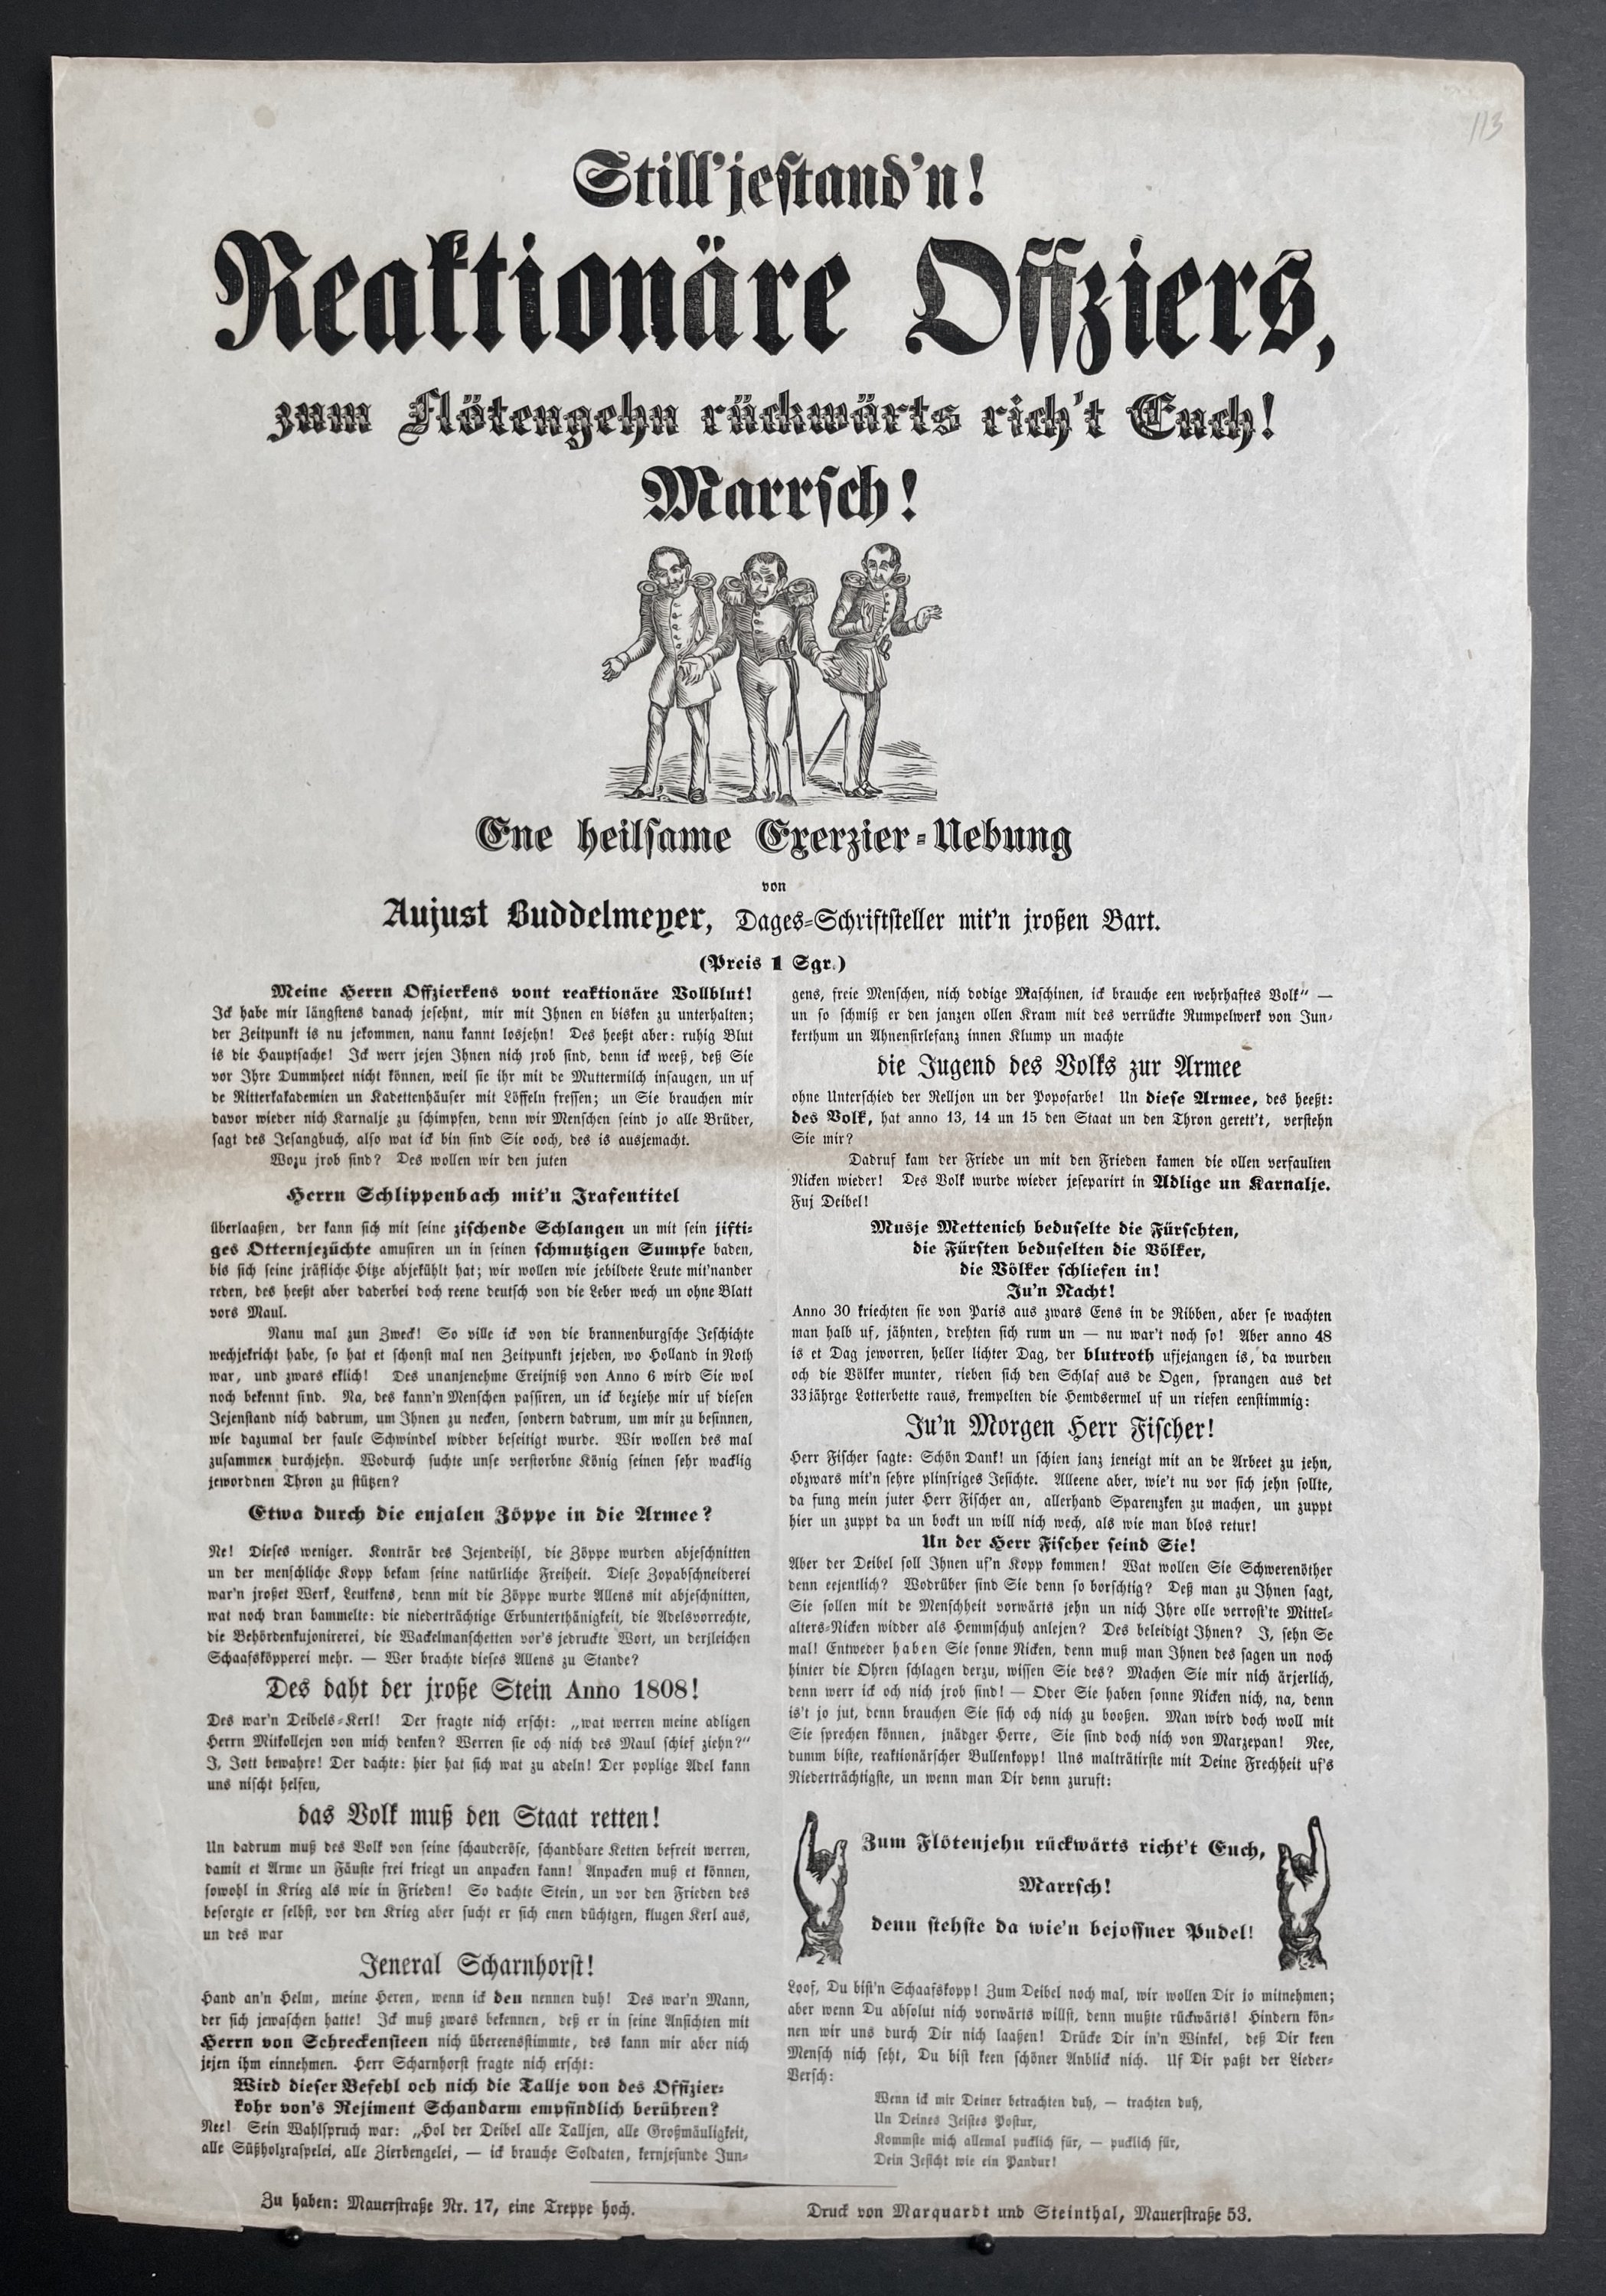 113
Still'jestand'n!
Reaktionäre Offziers,
zum Flötengehn rückwärts rich't Euch!
Marrsch!
Ene heilsame Exerzier-Uebung
von
Aujust Buddelmeyer, Dages-Schriftsteller mit'n jroßen Bart.
(Preis 1 Sgr.)
Meine Herrn Offzierkens vont reaktionäre Vollblut!
Ick habe mir längstens danach jesehnt, mir mit Ihnen en bisken zu unterhalten;
der Zeitpunkt is nu jekommen, nanu kannt losjehn! Des heeßt aber: ruhig Blut
is die Hauptsache! Ick werr jejen Ihnen nich jrob sind, denn ick weeß, deß Sie
vor Ihre Dummheet nicht können, weil sie ihr mit de Muttermilch insaugen, un uf
de Ritterkakademien un Kadettenhäuser mit Löffeln fressen; un Sie brauchen mir
davor wieder nich Karnalje zu schimpfen, denn wir Menschen seind jo alle Brüder,
sagt des Jesangbuch, also wat ick bin sind Sie ooch, des is ausjemacht.
Wozu jrob sind? Des wollen wir den juten
Herrn Schlippenbach mit'n Jrafentitel
überlaaßen, der kann sich mit seine zischende Schlangen un mit sein jifti-
ges Otternjezüchte amusiren un in seinen schmutzigen Sumpfe baden,
bis sich seine jräfliche Hitze abjekühlt hat; wir wollen wie jebildete Leute mit'nander
reden, des heeßt aber daderbei doch reene deutsch von die Leber wech un ohne Blatt
vors Maul.
Nanu mal zun Zweck! So ville ick von die brannenburgsche Jeschichte
wechjekricht habe, so hat et schonst mal nen Zeitpunkt jejeben, wo Holland in Noth
war, und zwars eklich! Des unanjenehme Ereijniß von Anno 6 wird Sie wol
noch bekennt sind. Na, des kann'n Menschen passiren, un ick beziehe mir uf diesen
Jejenstand nich dadrum, um Ihnen zu necken, sondern dadrum, um mir zu besinnen,
wie dazumal der faule Schwindel widder beseitigt wurde. Wir wollen des mal
zusammen durchjehn. Wodurch suchte unse verstorbne König seinen sehr wacklig
jewordnen Thron zu stützen?
Etwa durch die enjalen Zöppe in die Armee?
Ne! Dieses weniger. Konträr des Jejendeihl, die Zöppe wurden abjeschnitten
un der menschliche Kopp bekam seine natürliche Freiheit. Diese Zopabschneiderei
war'n jroßet Werk, Leutkens, denn mit die Zöppe wurde Allens mit abjeschnitten,
wat noch dran bammelte: die niederträchtige Erbunterthänigkeit, die Adelsvorrechte,
die Behördenkujonirerei, die Wackelmanschetten vor's jedruckte Wort, un derjleichen
Schaafsköpperei mehr. — Wer brachte dieses Allens zu Stande?
Des daht der jroße Stein Anno 1808!
Des war'n Deibels-Kerl! Der fragte nich erscht: „wat werren meine adligen
Herrn Mitkollejen von mich denken? Werren sie och nich des Maul schief ziehn?"
J, Jott bewahre! Der dachte: hier hat sich wat zu adeln! Der poplige Adel kann
uns nischt helfen,
das Volk muß den Staat retten!
Un dadrum muß des Volk von seine schauderöse, schandbare Ketten befreit werren,
damit et Arme un Fäuste frei kriegt un anpacken kann! Anpacken muß et können,
sowohl in Krieg als wie in Frieden! So dachte Stein, un vor den Frieden des
besorgte er selbst, vor den Krieg aber sucht er sich enen düchtgen, klugen Kerl aus,
un des war
Jeneral Scharnhorst!
Hand an'n Helm, meine Heren, wenn ick den nennen duh! Des war'n Mann,
der sich jewaschen hatte! Ick muß zwars bekennen, deß er in seine Ansichten mit
Herrn von Schreckensteen nich übereenstimmte, des kann mir aber nich
jejen ihm einnehmen. Herr Scharnhorst fragte nich erscht:
Wird dieser Befehl och nich die Tallje von des Offizier-
kohr von's Rejiment Schandarm empfindlich berühren?
Nee! Sein Wahlspruch war: „Hol der Deibel alle Talljen, alle Großmäuligkeit,
alle Süßholzraspelei, alle Zierbengelei, — ick brauche Soldaten, kernjesunde Jun-
gens, freie Menschen, nich dodige Maschinen, ick brauche een wehrhaftes Volk" —
un so schmiß er den janzen ollen Kram mit des verrückte Rumpelwerk von Jun-
kerthum un Ahnenfirlefanz innen Klump un machte
die Jugend des Volks zur Armee
ohne Unterschied der Relljon un der Poposarbe! Un diese Armee, des heeßt:
des Volk, hat anno 13, 14 un 15 den Staat un den Thron gerett't, verstehn
Sie mir?
Dadruf kam der Friede un mit den Frieden kamen die ollen verfaulten
Nicken wieder! Des Volk wurde wieder jeseparirt in Adlige un Karnalje.
Fuj Deibel!
Musje Mettenich beduselte die Fürschten,
die Fürsten beduselten die Völker,
die Völker schliefen in!
Ju'n Nacht!
Anno 30 kriechten sie von Paris aus zwars Eens in de Ribben, aber se wachten
man halb uf, jähnten, drehten sich rum un — nu war't noch so! Aber anno 48
is et Dag jeworren, heller lichter Dag, der blutroth ufjejangen is, da wurden
och die Völker munter, rieben sich den Schlaf aus de Ogen, sprangen aus det
33jährge Lotterbette raus, krempelten die Hemdsermel uf un riefen eenstimmig:
Ju'n Morgen Herr Fischer!
Herr Fischer sagte: Schön Dank! un schien janz jeneigt mit an de Arbeet zu jehn,
obzwars mit'n sehre plinsriges Jesichte. Alleene aber, wie't nu vor sich jehn sollte,
da fung mein juter Herr Fischer an, allerhand Sparenzken zu machen, un zuppt
hier un zuppt da un bockt un will nich wech, als wie man blos retur!
Un der Herr Fischer seind Sie!
Aber der Deibel soll Ihnen uf'n Kopp kommen! Wat wollen Sie Schwerenöther
denn eejentlich? Wodrüber sind Sie denn so borschtig? Deß man zu Ihnen sagt,
Sie sollen mit de Menschheit vorwärts jehn un nich Ihre olle verrost'te Mittel-
alters-Nicken widder als Hemmschuh anlejen? Des beleidigt Ihnen? J, sehn Se
mal! Entweder haben Sie sonne Nicken, denn muß man Ihnen des sagen un noch
hinter die Ohren schlagen derzu, wissen Sie des? Machen Sie mir nich ärjerlich,
denn werr ick och nich jrob sind! — Oder Sie haben sonne Nicken nich, na, denn
is't jo jut, denn brauchen Sie sich och nich zu booßen. Man wird doch woll mit
Sie sprechen können, jnädger Herre, Sie sind doch nich von Marzepan! Nee,
dumm biste, reaktionärscher Bullenkopp! Uns malträtirste mit Deine Frechheit uf's
Niederträchtigste, un wenn man Dir denn zuruft:
Zum Flötenjehn rückwärts richt't Euch,
Marrsch!
denn stehste da wie'n bejossner Pudel!
Loof, Du bist'n Schaafskopp! Zum Deibel noch mal, wir wollen Dir jo mitnehmen;
aber wenn Du absolut nich vorwärts willst, denn mußte rückwärts! Hindern kön-
nen wir uns durch Dir nich laaßen! Drücke Dir in'n Winkel, deß Dir keen
Mensch nich seht, Du bist keen schöner Anblick nich. Uf Dir paßt der Lieder-
Versch:
Wenn ick mir Deiner betrachten duh, — trachten duh,
Un Deines Jeistes Postur,
Kommste mich allemal pucklich für, — pucklich für,
Dein Jesicht wie ein Pandur!
Zu haben: Mauerstraße Nr. 17, eine Treppe hoch.
Druck von Marquardt und Steinthal, Mauerstraße 53.